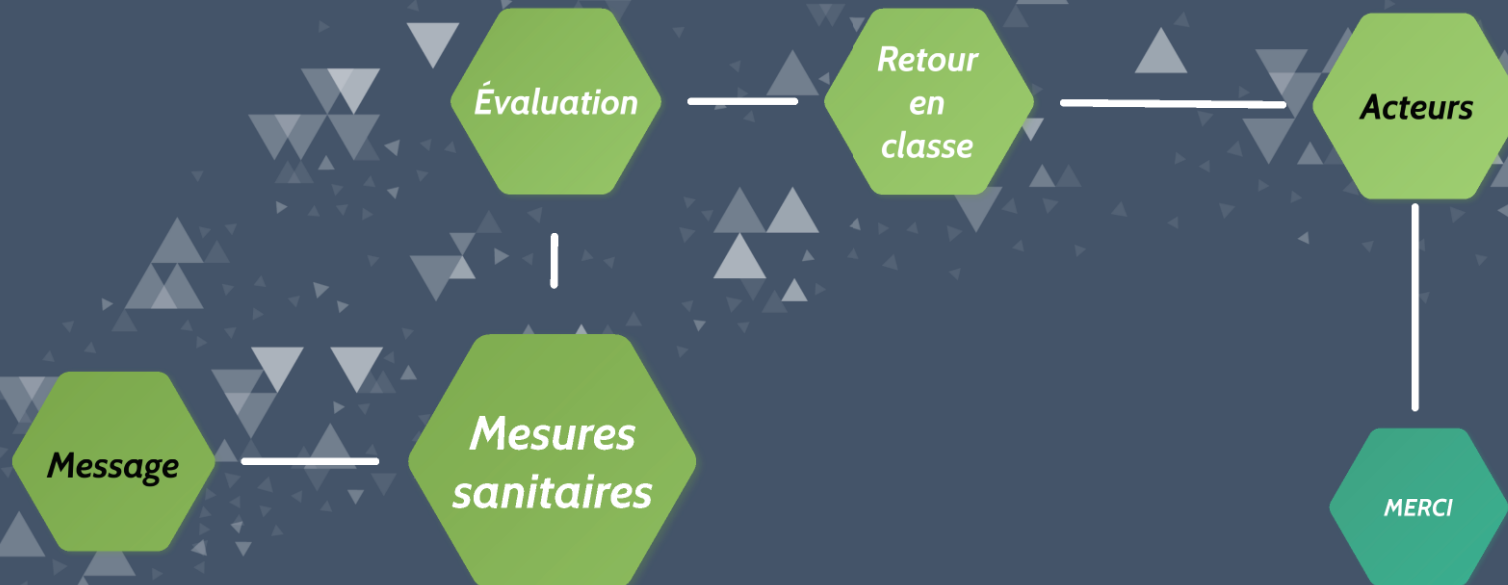 Évaluation
Retour
en
classe
Acteurs
Message
Mesures
sanitaires
MERCI